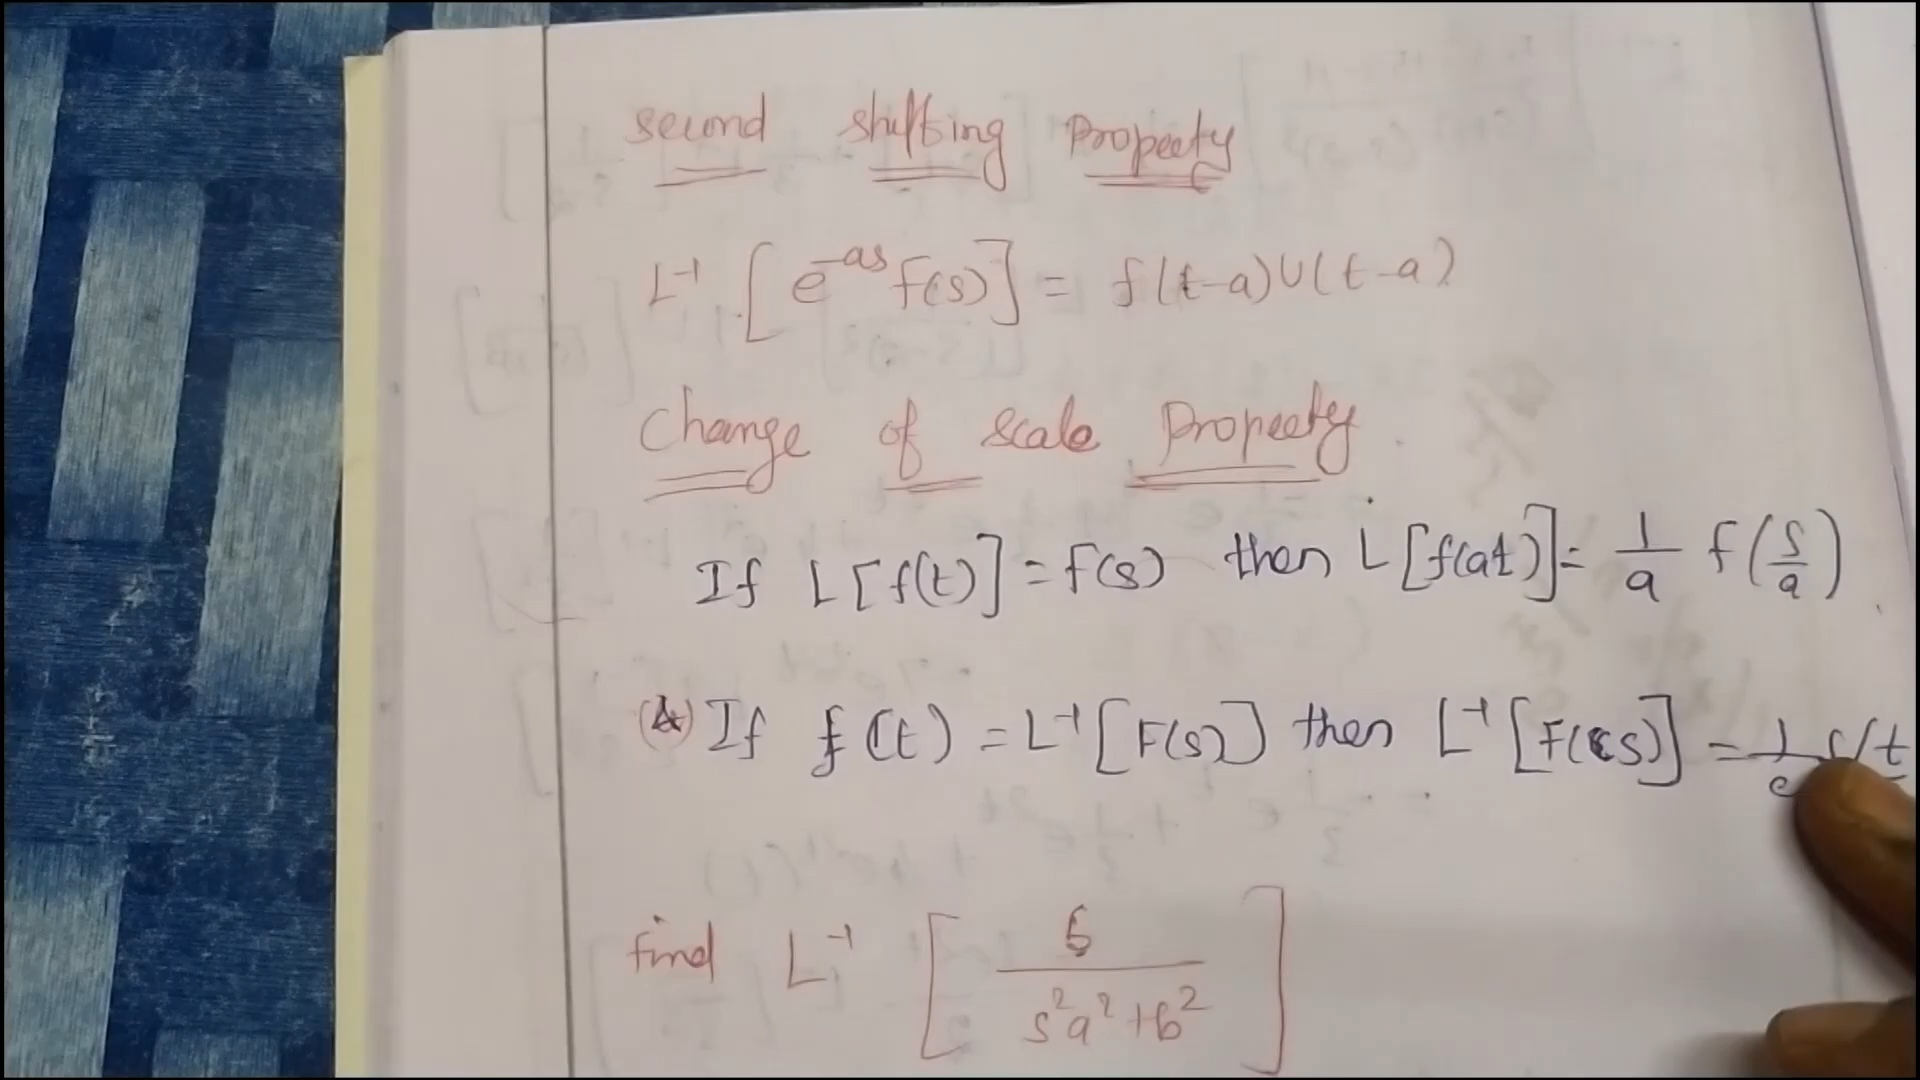 second shifting Property
L⁻¹ [e^-as F(s)] = f(t-a)U(t-a)
Change of scale Property.
If L[f(t)] = F(s) then L[f(at)] = 1/a F(s/a)
If f(t) = L⁻¹[F(s)] then L⁻¹[F(cs)] = 1/c f(t
find L⁻¹ [ / s²a²+b²]